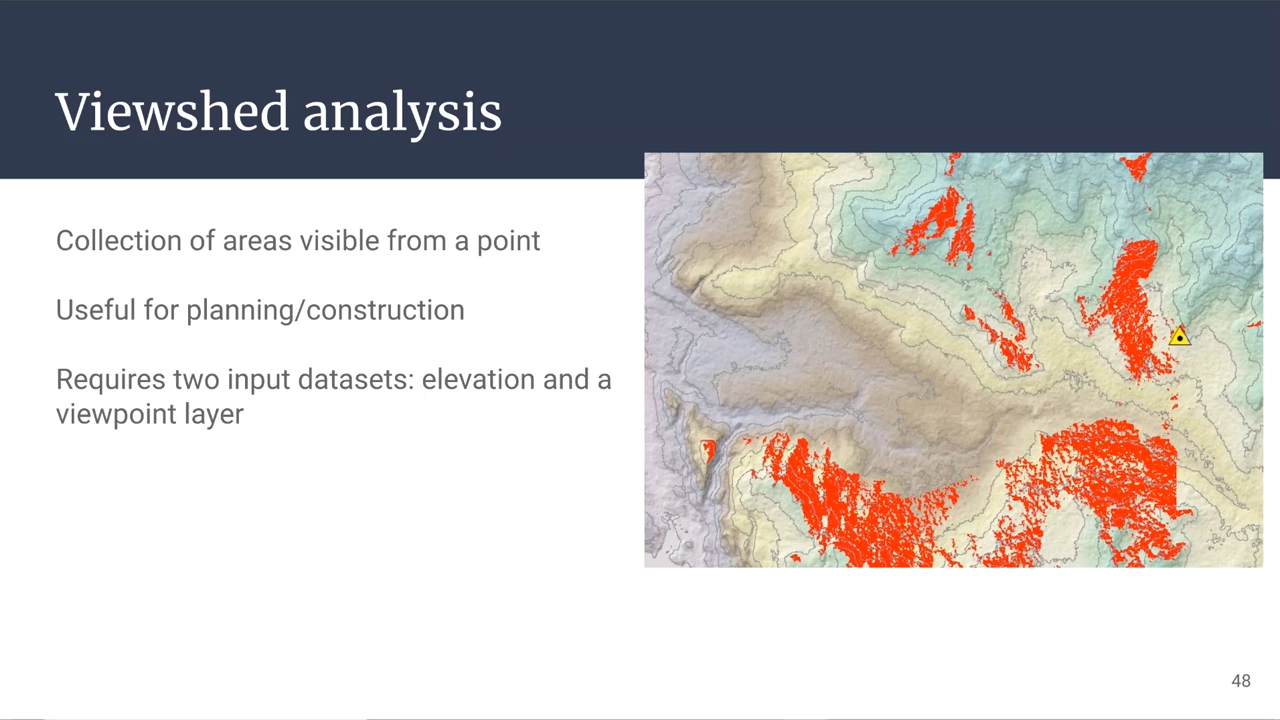 Viewshed analysis
Collection of areas visible from a point
Useful for planning/construction
Requires two input datasets: elevation and a
viewpoint layer
48